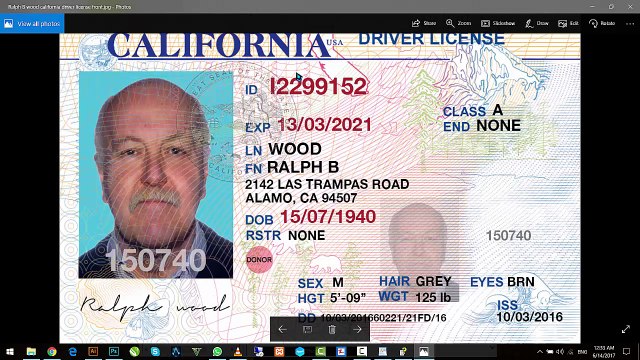 Ralph B wood california driver license front.jpg - Photos
View all photos
Share
Zoom
Slideshow
Draw
Edit
Rotate
CALIFORNIA USA DRIVER LICENSE
ID I2299152
CLASS A
EXP 13/03/2021
END NONE
LN WOOD
FN RALPH B
2142 LAS TRAMPAS ROAD
ALAMO, CA 94507
DOB 15/07/1940
RSTR NONE
150740
150740
DONOR
SEX M
HAIR GREY
EYES BRN
HGT 5'-09"
WGT 125 lb
ISS
DD 10/03/201660221/21FD/16
10/03/2016
Ralph wood
ENG
12:33 AM
6/14/2017